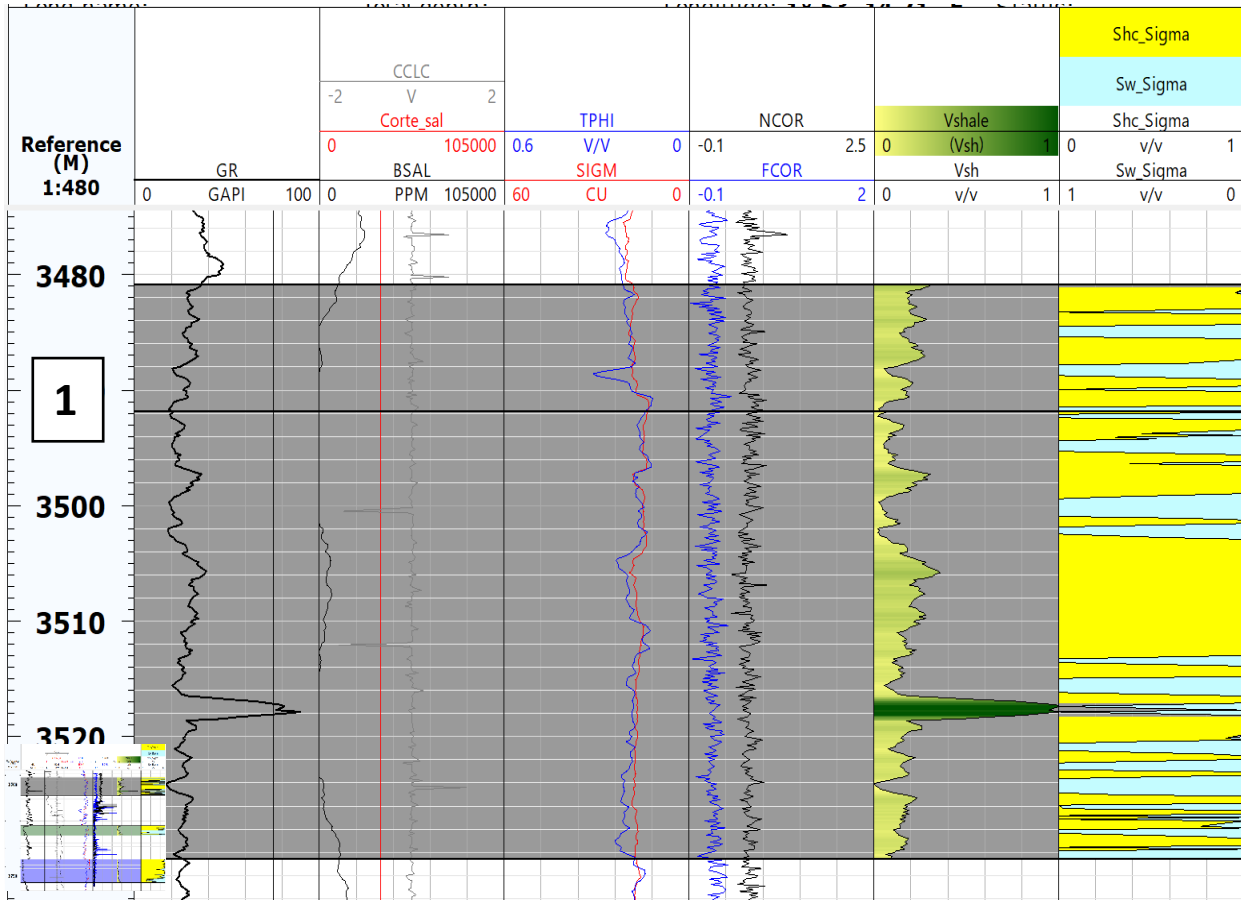 Shc_Sigma
CCLC
Sw_Sigma
-2 V 2
Corte_sal TPHI NCOR Vshale Shc_Sigma
Reference 0 105000 0.6 V/V 0 -0.1 2.5 0 (Vsh) 1 0 v/v 1
(M) GR BSAL SIGM FCOR Vsh Sw_Sigma
1:480 0 GAPI 100 0 PPM 105000 60 CU 0 -0.1 2 0 v/v 1 1 v/v 0
3480
1
3500
3510
3520